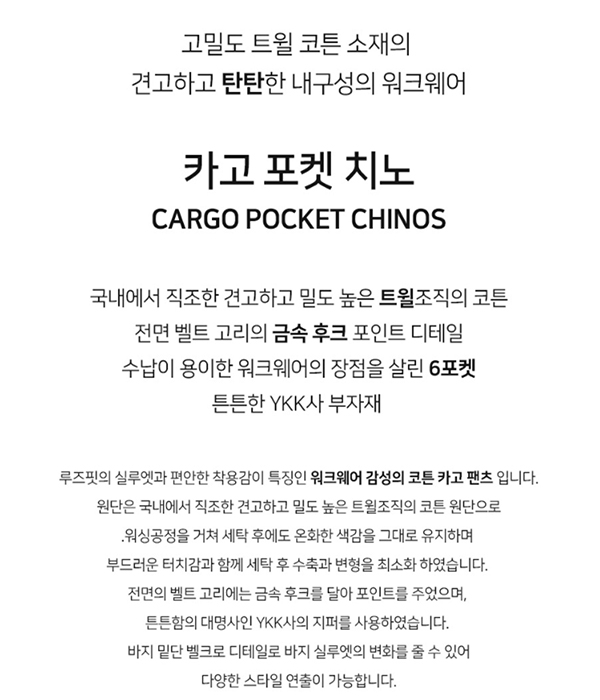 고밀도 트윌 코튼 소재의
견고하고 탄탄한 내구성의 워크웨어
카고 포켓 치노
CARGO POCKET CHINOS
국내에서 직조한 견고하고 밀도 높은 트윌조직의 코튼
전면 벨트 고리의 금속 후크 포인트 디테일
수납이 용이한 워크웨어의 장점을 살린 6포켓
튼튼한 YKK사 부자재
루즈핏의 실루엣과 편안한 착용감이 특징인 워크웨어 감성의 코튼 카고 팬츠 입니다.
원단은 국내에서 직조한 견고하고 밀도 높은 트윌조직의 코튼 원단으로
.워싱공정을 거쳐 세탁 후에도 온화한 색감을 그대로 유지하며
부드러운 터치감과 함께 세탁 후 수축과 변형을 최소화 하였습니다.
전면의 벨트 고리에는 금속 후크를 달아 포인트를 주었으며,
튼튼함의 대명사인 YKK사의 지퍼를 사용하였습니다.
바지 밑단 벨크로 디테일로 바지 실루엣의 변화를 줄 수 있어
다양한 스타일 연출이 가능합니다.